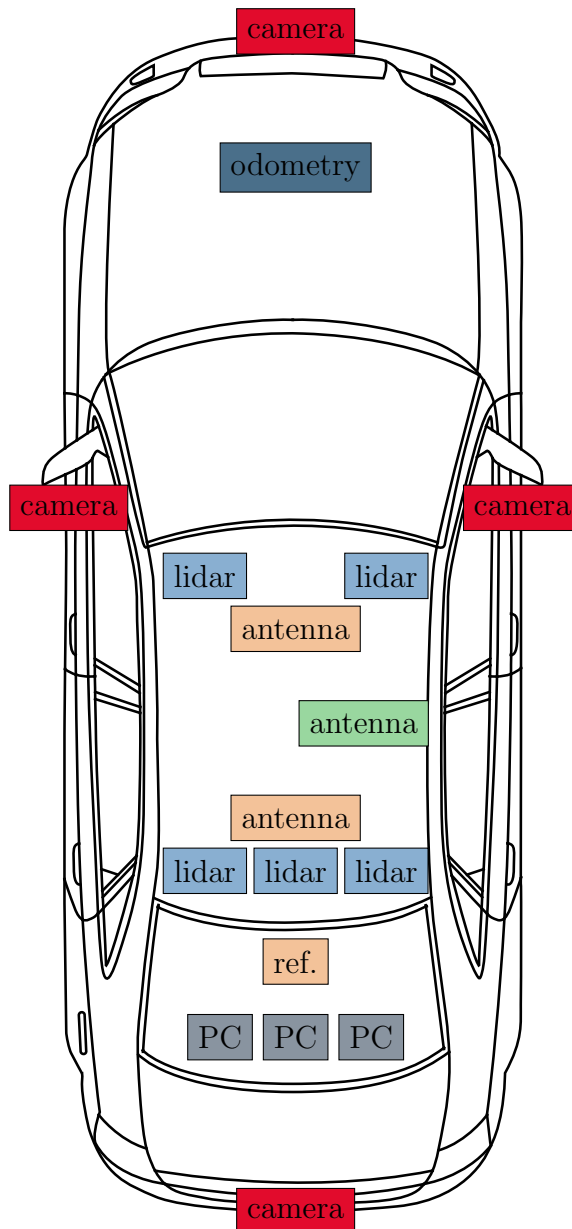 camera
odometry
camera camera
lidar lidar
antenna
antenna
antenna
lidar lidar lidar
ref.
PC PC PC
camera